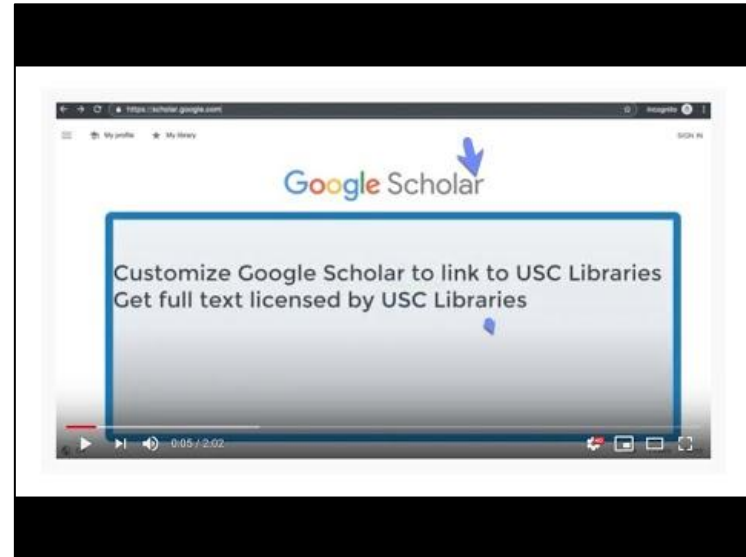 https://scholar.google.com
Incognito
My profile
My library
SIGN IN
Google Scholar
Customize Google Scholar to link to USC Libraries
Get full text licensed by USC Libraries
0:05 / 2:02